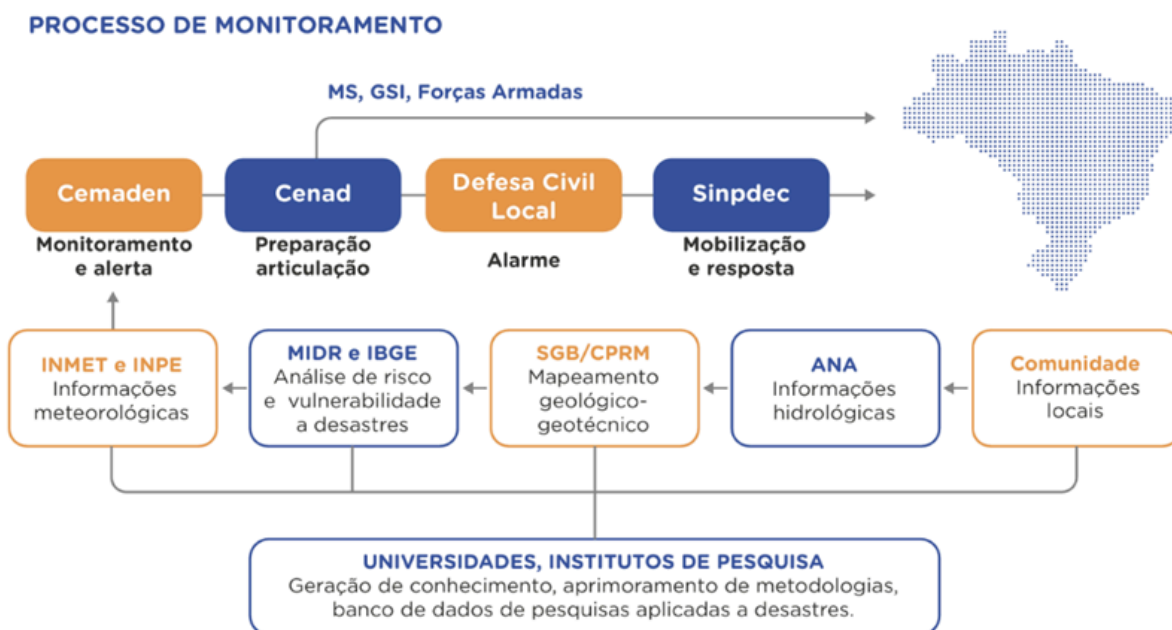 PROCESSO DE MONITORAMENTO
MS, GSI, Forças Armadas
Cemaden
Monitoramento
e alerta
Cenad
Preparação
articulação
Defesa Civil
Local
Alarme
Sinpdec
Mobilização
e resposta
INMET e INPE
Informações
meteorológicas
MIDR e IBGE
Análise de risco
e vulnerabilidade
a desastres
SGB/CPRM
Mapeamento
geológico-
geotécnico
ANA
Informações
hidrológicas
Comunidade
Informações
locais
UNIVERSIDADES, INSTITUTOS DE PESQUISA
Geração de conhecimento, aprimoramento de metodologias,
banco de dados de pesquisas aplicadas a desastres.